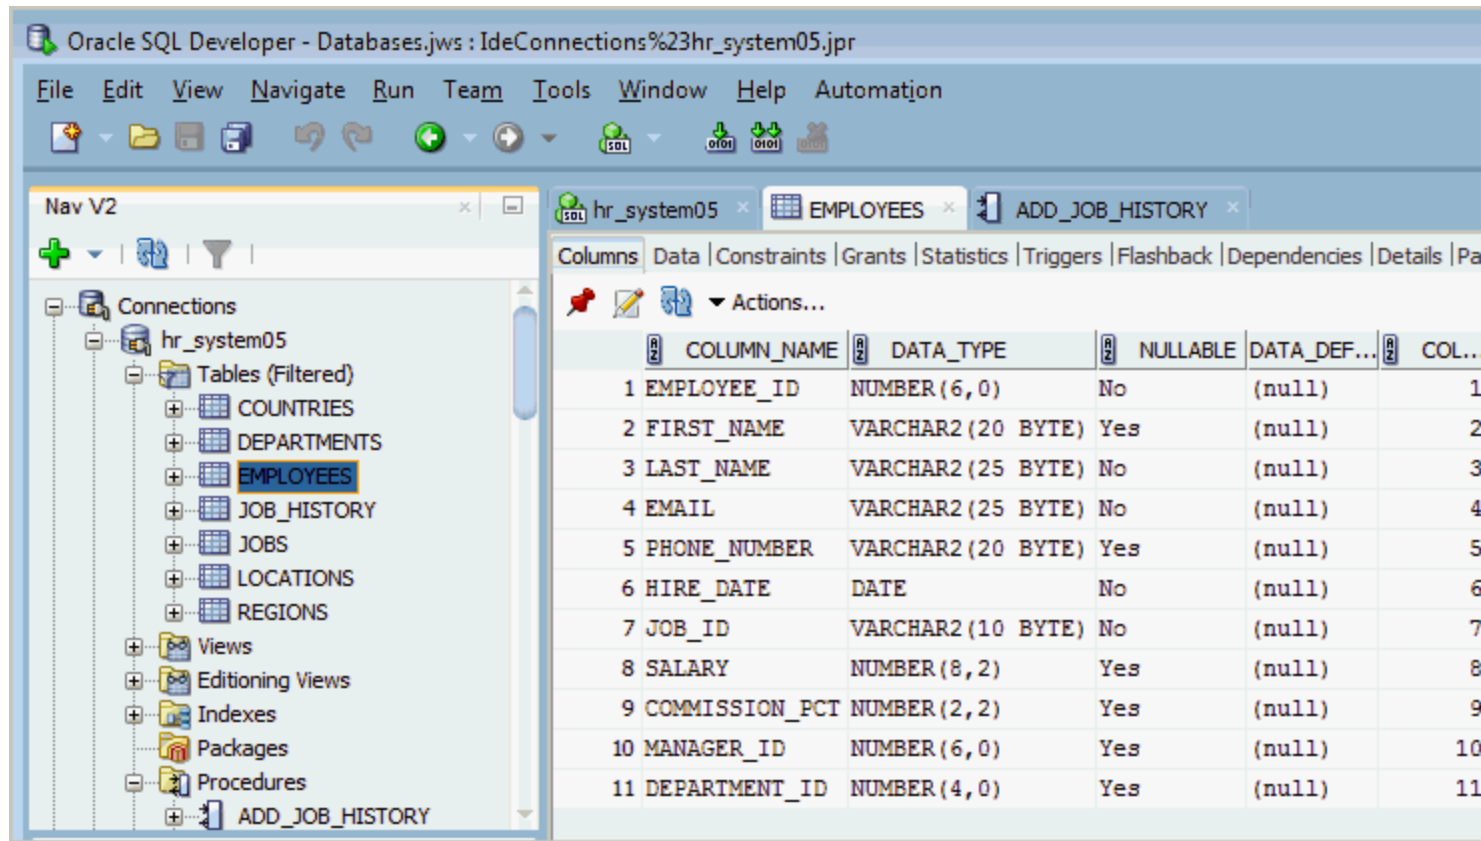 Oracle SQL Developer - Databases.jws : IdeConnections%23hr_system05.jpr
File Edit View Navigate Run Team Tools Window Help Automation
Nav V2
Connections
hr_system05
Tables (Filtered)
COUNTRIES
DEPARTMENTS
EMPLOYEES
JOB_HISTORY
JOBS
LOCATIONS
REGIONS
Views
Editioning Views
Indexes
Packages
Procedures
ADD_JOB_HISTORY
hr_system05 EMPLOYEES ADD_JOB_HISTORY
Columns Data Constraints Grants Statistics Triggers Flashback Dependencies Details Pa
Actions...
COLUMN_NAME DATA_TYPE NULLABLE DATA_DEF... COL...
1 EMPLOYEE_ID NUMBER(6,0) No (null) 1
2 FIRST_NAME VARCHAR2(20 BYTE) Yes (null) 2
3 LAST_NAME VARCHAR2(25 BYTE) No (null) 3
4 EMAIL VARCHAR2(25 BYTE) No (null) 4
5 PHONE_NUMBER VARCHAR2(20 BYTE) Yes (null) 5
6 HIRE_DATE DATE No (null) 6
7 JOB_ID VARCHAR2(10 BYTE) No (null) 7
8 SALARY NUMBER(8,2) Yes (null) 8
9 COMMISSION_PCT NUMBER(2,2) Yes (null) 9
10 MANAGER_ID NUMBER(6,0) Yes (null) 10
11 DEPARTMENT_ID NUMBER(4,0) Yes (null) 11